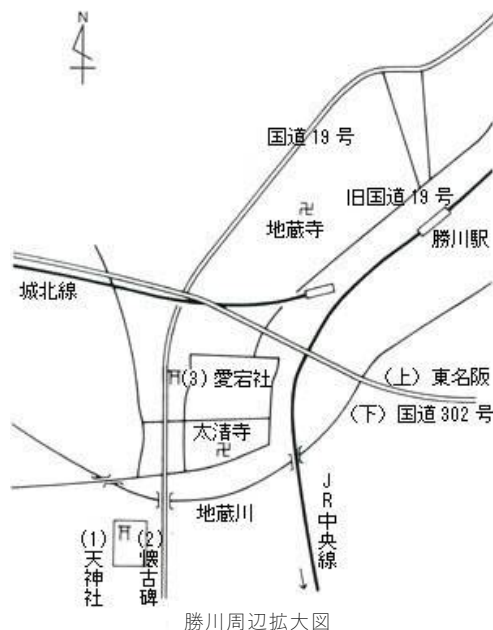 N
国道19号
旧国道19号
地蔵寺
勝川駅
城北線
(3) 愛宕社
(上) 東名阪
(下) 国道302号
太清寺
地蔵川
JR中央線
(1)天神社
(2)懐古碑
勝川周辺拡大図